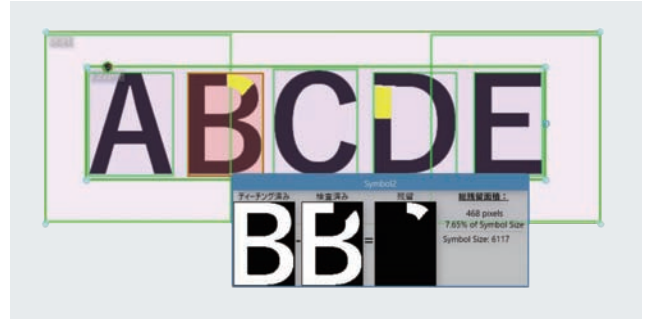 ABCDE
Symbol2
ティーチング済み 検査済み 残留 総残留面積：
468 pixels
7.65% of Symbol Size
Symbol Size: 6117
B - B =